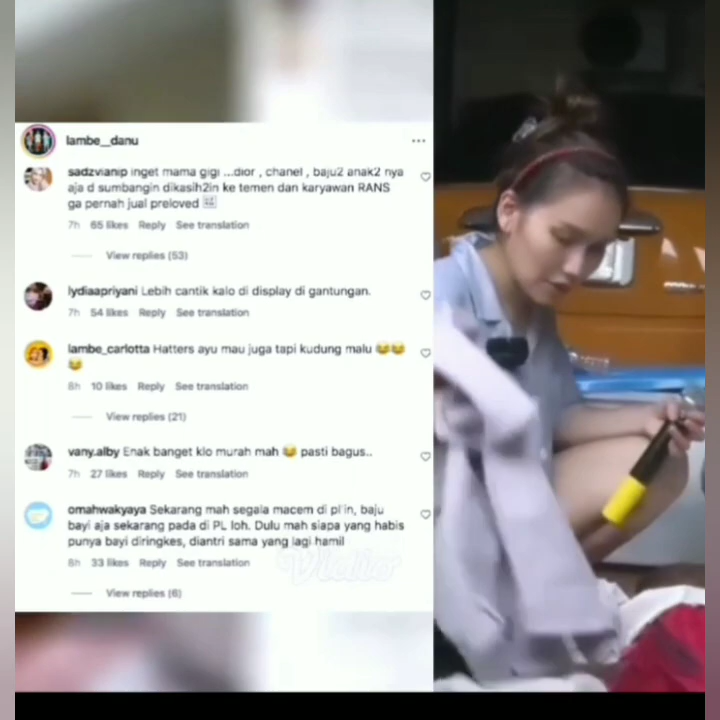 lambe__danu
sadzvianip inget mama gigi ...dior , chanel , baju2 anak2 nya
aja d sumbangin dikasih2in ke temen dan karyawan RANS
ga pernah jual preloved
7h 65 likes Reply See translation
View replies (53)
lydiaapriyani Lebih cantik kalo di display di gantungan.
7h 54 likes Reply See translation
lambe_carlotta Hatters ayu mau juga tapi kudung malu 😂😂
😂
8h 10 likes Reply See translation
View replies (21)
vany.alby Enak banget klo murah mah 😂 pasti bagus..
7h 27 likes Reply See translation
omahwakyaya Sekarang mah segala macem di pl'in, baju
bayi aja sekarang pada di PL loh. Dulu mah siapa yang habis
punya bayi diringkes, diantri sama yang lagi hamil
8h 33 likes Reply See translation
View replies (6)